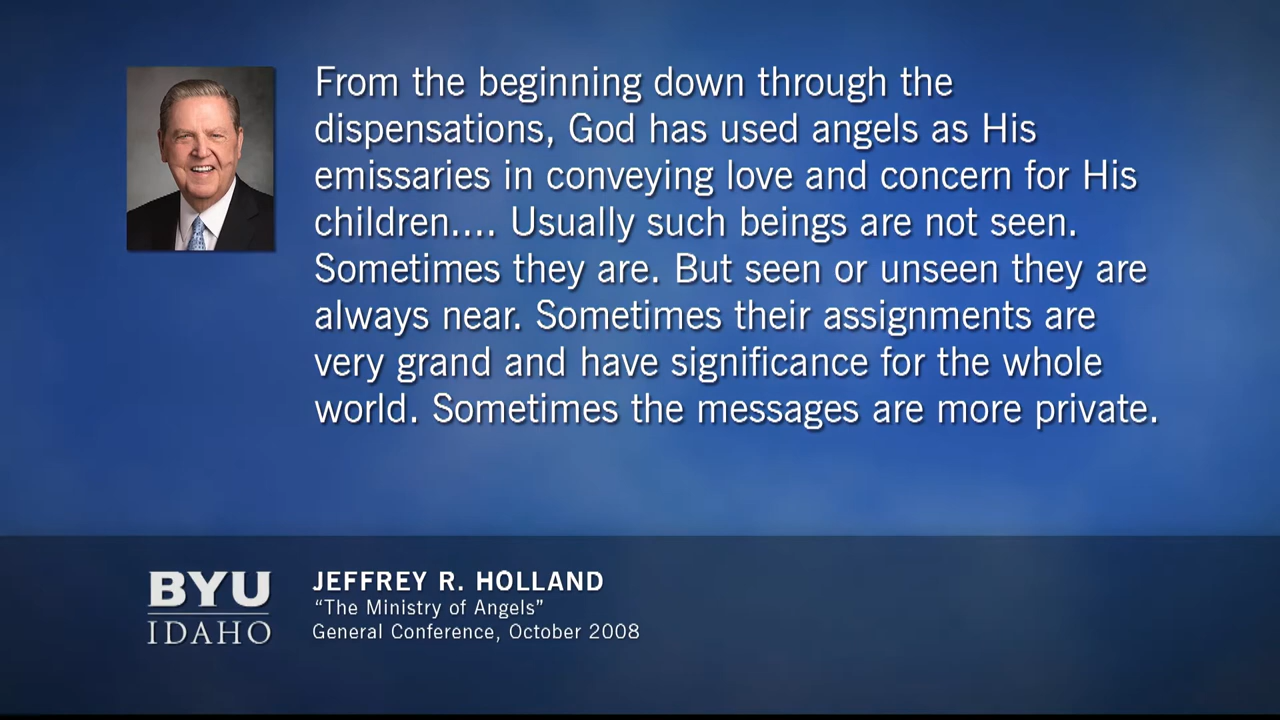 From the beginning down through the
dispensations, God has used angels as His
emissaries in conveying love and concern for His
children.... Usually such beings are not seen.
Sometimes they are. But seen or unseen they are
always near. Sometimes their assignments are
very grand and have significance for the whole
world. Sometimes the messages are more private.
BYU
IDAHO
JEFFREY R. HOLLAND
“The Ministry of Angels”
General Conference, October 2008